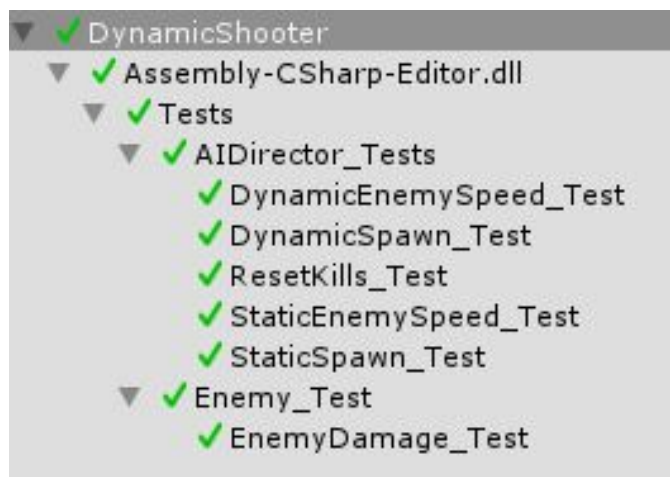 DynamicShooter
Assembly-CSharp-Editor.dll
Tests
AIDirector_Tests
DynamicEnemySpeed_Test
DynamicSpawn_Test
ResetKills_Test
StaticEnemySpeed_Test
StaticSpawn_Test
Enemy_Test
EnemyDamage_Test